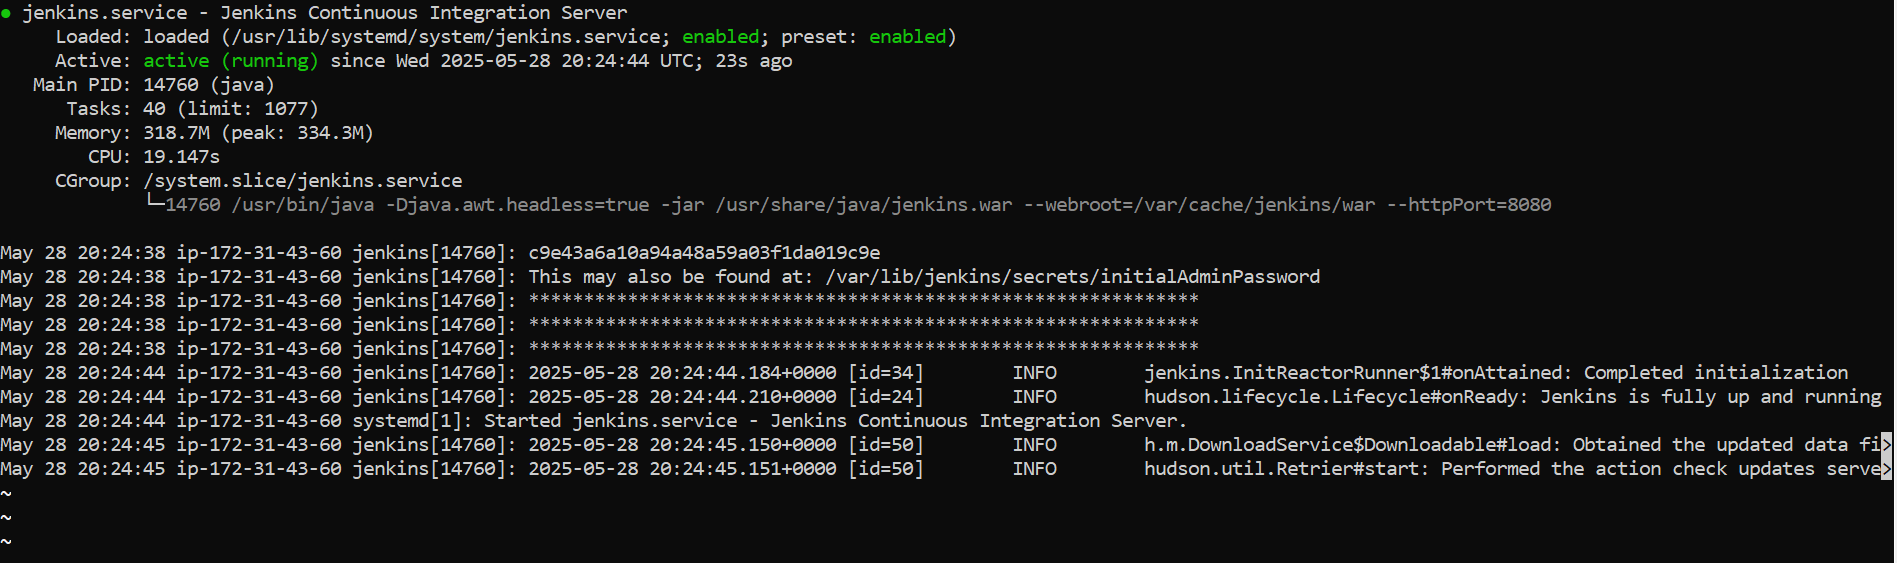 ● jenkins.service - Jenkins Continuous Integration Server
     Loaded: loaded (/usr/lib/systemd/system/jenkins.service; enabled; preset: enabled)
     Active: active (running) since Wed 2025-05-28 20:24:44 UTC; 23s ago
   Main PID: 14760 (java)
      Tasks: 40 (limit: 1077)
     Memory: 318.7M (peak: 334.3M)
        CPU: 19.147s
     CGroup: /system.slice/jenkins.service
             └─14760 /usr/bin/java -Djava.awt.headless=true -jar /usr/share/java/jenkins.war --webroot=/var/cache/jenkins/war --httpPort=8080

May 28 20:24:38 ip-172-31-43-60 jenkins[14760]: c9e43a6a10a94a48a59a03f1da019c9e
May 28 20:24:38 ip-172-31-43-60 jenkins[14760]: This may also be found at: /var/lib/jenkins/secrets/initialAdminPassword
May 28 20:24:38 ip-172-31-43-60 jenkins[14760]: *************************************************************
May 28 20:24:38 ip-172-31-43-60 jenkins[14760]: *************************************************************
May 28 20:24:38 ip-172-31-43-60 jenkins[14760]: *************************************************************
May 28 20:24:44 ip-172-31-43-60 jenkins[14760]: 2025-05-28 20:24:44.184+0000 [id=34]        INFO        jenkins.InitReactorRunner$1#onAttained: Completed initialization
May 28 20:24:44 ip-172-31-43-60 jenkins[14760]: 2025-05-28 20:24:44.210+0000 [id=24]        INFO        hudson.lifecycle.Lifecycle#onReady: Jenkins is fully up and running
May 28 20:24:44 ip-172-31-43-60 systemd[1]: Started jenkins.service - Jenkins Continuous Integration Server.
May 28 20:24:45 ip-172-31-43-60 jenkins[14760]: 2025-05-28 20:24:45.150+0000 [id=50]        INFO        h.m.DownloadService$Downloadable#load: Obtained the updated data fi>
May 28 20:24:45 ip-172-31-43-60 jenkins[14760]: 2025-05-28 20:24:45.151+0000 [id=50]        INFO        hudson.util.Retrier#start: Performed the action check updates serve>
~
~
~